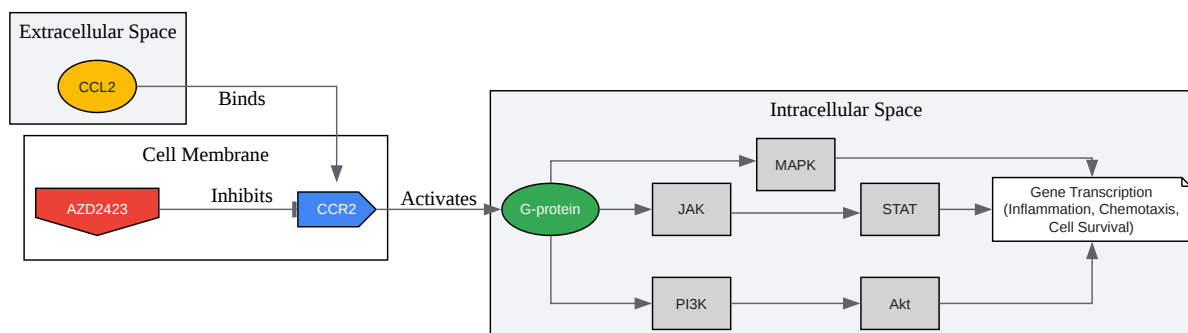 Extracellular Space
CCL2
Binds
Cell Membrane
AZD2423
Inhibits
CCR2
Activates
Intracellular Space
G-protein
MAPK
JAK
STAT
PI3K
Akt
Gene Transcription
(Inflammation, Chemotaxis,
Cell Survival)